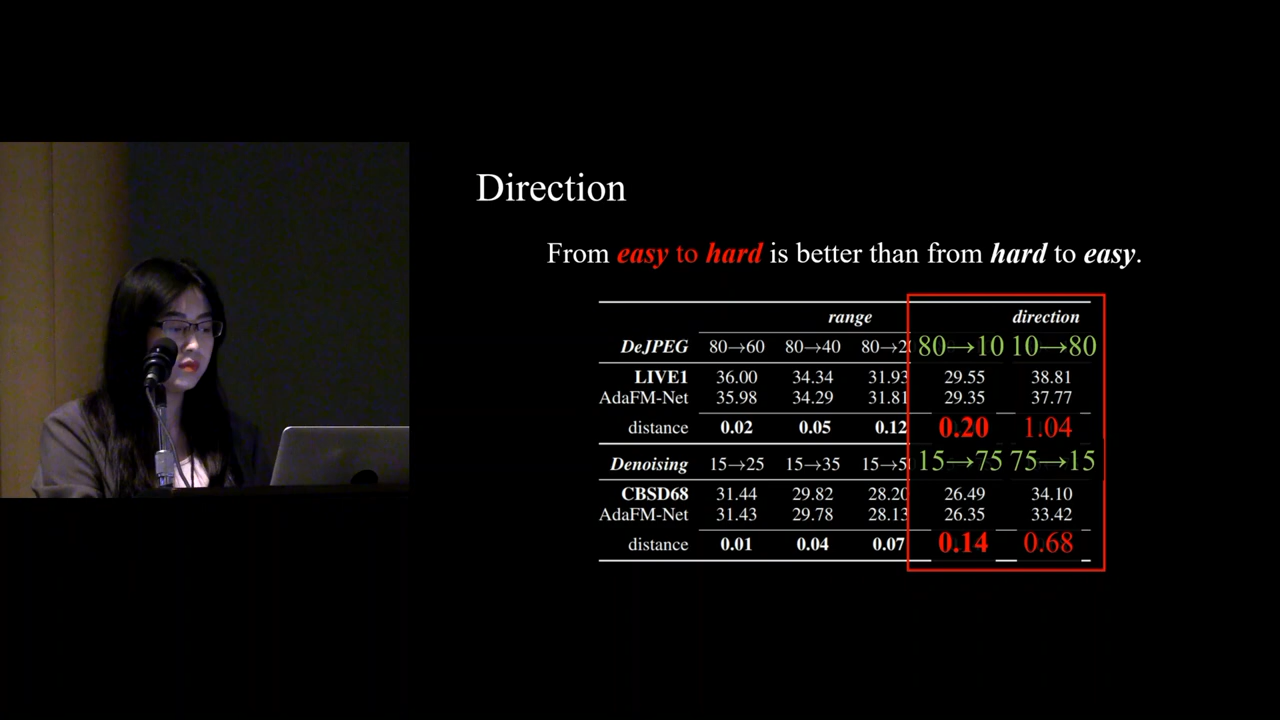 Direction
From easy to hard is better than from hard to easy.
range direction
DeJPEG 80→60 80→40 80→20 80→10 10→80
LIVE1 36.00 34.34 31.93 29.55 38.81
AdaFM-Net 35.98 34.29 31.81 29.35 37.77
distance 0.02 0.05 0.12 0.20 1.04
Denoising 15→25 15→35 15→50 15→75 75→15
CBSD68 31.44 29.82 28.20 26.49 34.10
AdaFM-Net 31.43 29.78 28.13 26.35 33.42
distance 0.01 0.04 0.07 0.14 0.68